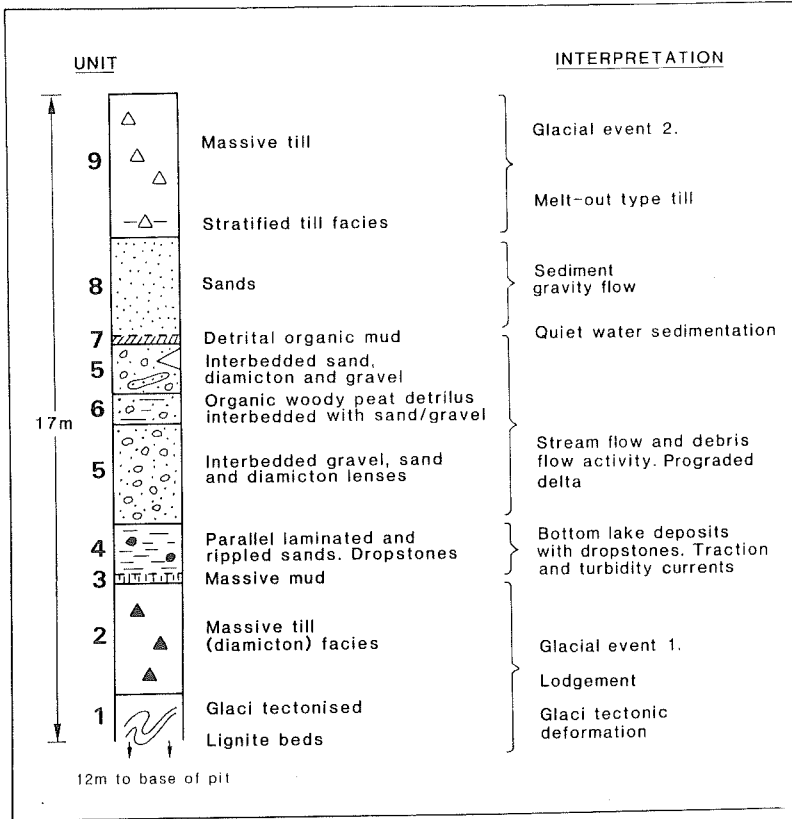 UNIT
INTERPRETATION
9
Massive till
Glacial event 2.
Melt-out type till
Stratified till facies
8
Sands
Sediment
gravity flow
7
Detrital organic mud
Quiet water sedimentation
5
Interbedded sand,
diamicton and gravel
6
Organic woody peat detrilus
interbedded with sand/gravel
17m
5
Interbedded gravel, sand
and diamicton lenses
Stream flow and debris
flow activity. Prograded
delta
4
Parallel laminated and
rippled sands. Dropstones
Bottom lake deposits
with dropstones. Traction
and turbidity currents
3
Massive mud
2
Massive till
(diamicton) facies
Glacial event 1.
Lodgement
1
Glaci tectonised
Lignite beds
Glaci tectonic
deformation
12m to base of pit